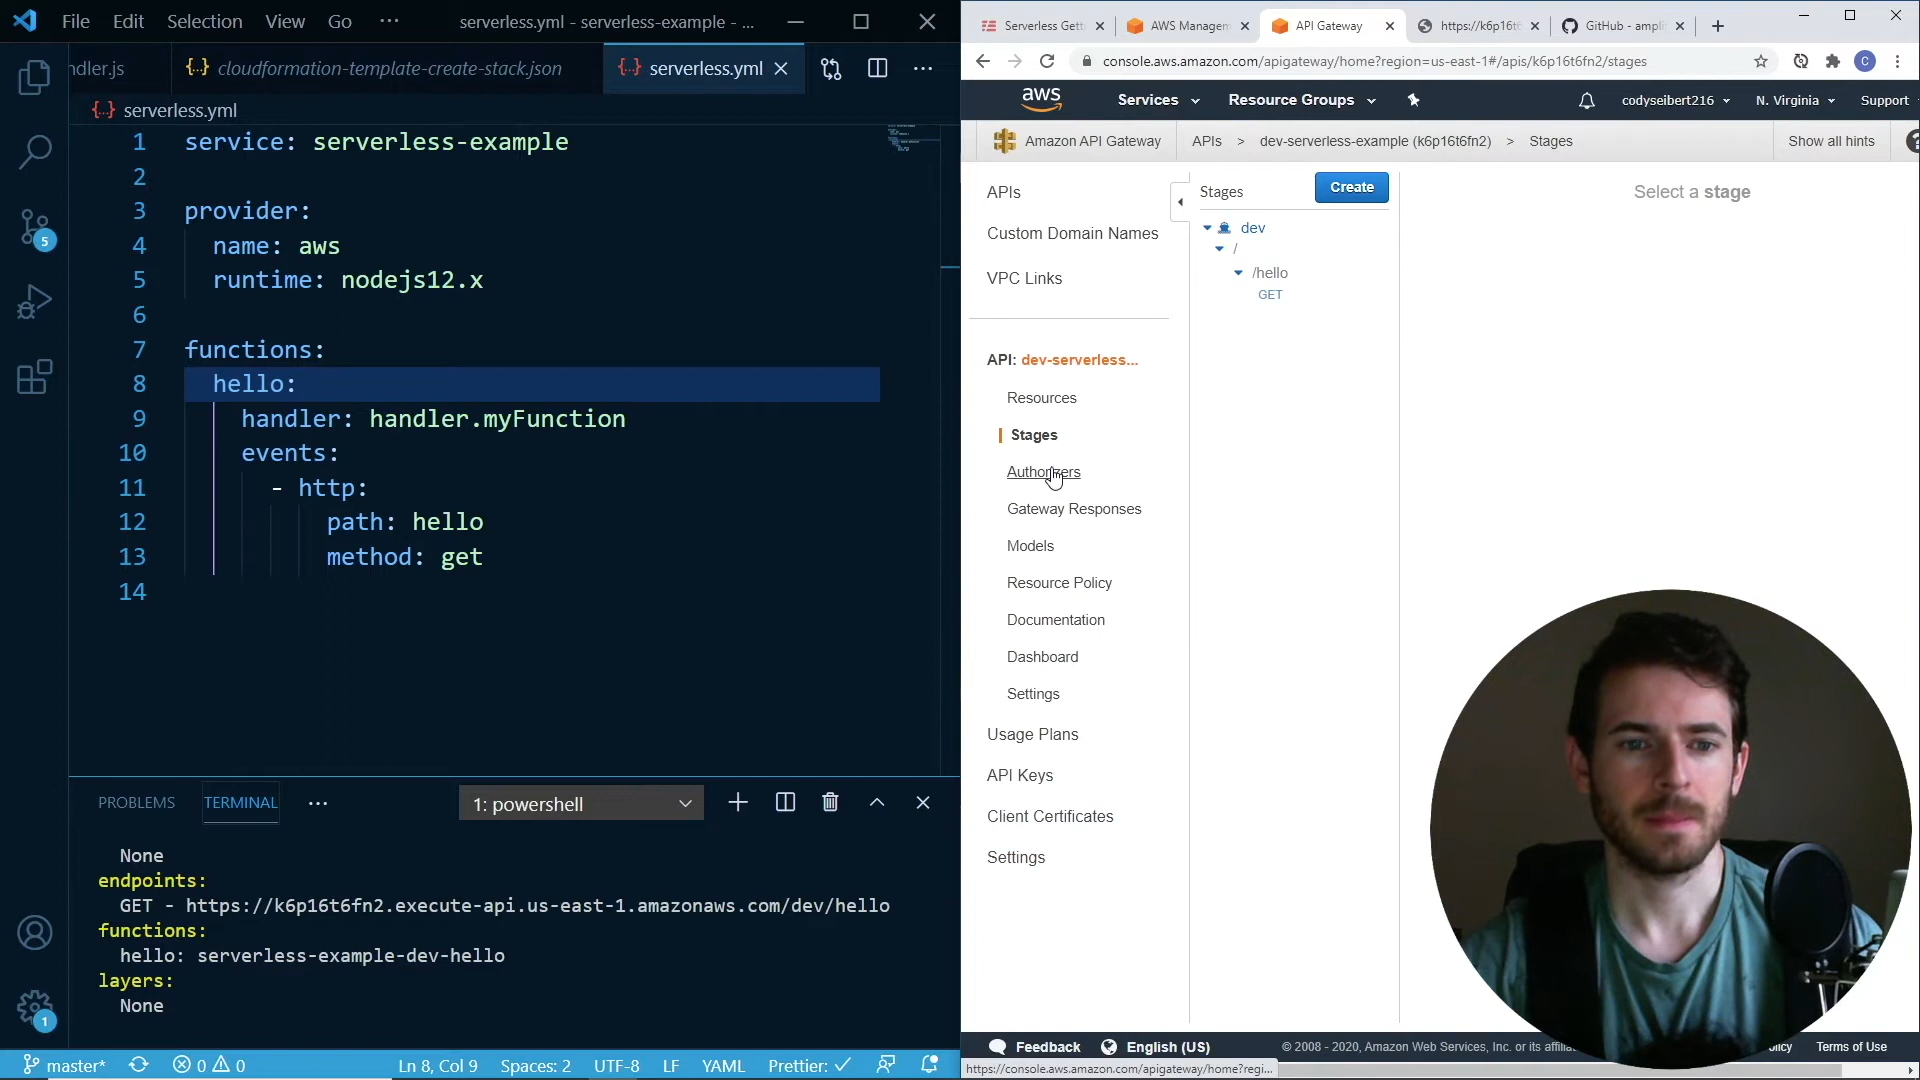 File Edit Selection View Go ··· serverless.yml - serverless-example - ...
ndler.js {} cloudformation-template-create-stack.json {} serverless.yml
{} serverless.yml
1 service: serverless-example
2
3 provider:
4 name: aws
5 runtime: nodejs12.x
6
7 functions:
8 hello:
9 handler: handler.myFunction
10 events:
11 - http:
12 path: hello
13 method: get
14
5
1
PROBLEMS TERMINAL ··· 1: powershell
None
endpoints:
GET - https://k6p16t6fn2.execute-api.us-east-1.amazonaws.com/dev/hello
functions:
hello: serverless-example-dev-hello
layers:
None
master* 0 0 Ln 8, Col 9 Spaces: 2 UTF-8 LF YAML Prettier: ✓
Serverless Gett AWS Managem API Gateway https://k6p16t6 GitHub - ampli
console.aws.amazon.com/apigateway/home?region=us-east-1#/apis/k6p16t6fn2/stages C
aws Services Resource Groups codyseibert216 N. Virginia Support
Amazon API Gateway APIs > dev-serverless-example (k6p16t6fn2) > Stages Show all hints ?
APIs
Custom Domain Names
VPC Links
API: dev-serverless...
Resources
Stages
Authorizers
Gateway Responses
Models
Resource Policy
Documentation
Dashboard
Settings
Usage Plans
API Keys
Client Certificates
Settings
Stages Create
dev
/
/hello
GET
Select a stage
Feedback English (US) © 2008 - 2020, Amazon Web Services, Inc. or its affilia olicy Terms of Use
https://console.aws.amazon.com/apigateway/home?regi...